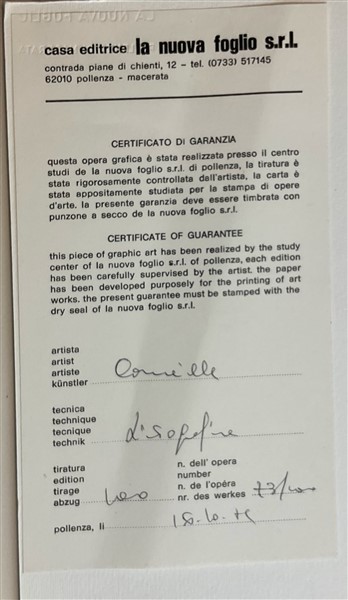 casa editrice la nuova foglio s.r.l.
contrada piane di chienti, 12 – tel. (0733) 517145
62010 pollenza - macerata
CERTIFICATO DI GARANZIA
questa opera grafica è stata realizzata presso il centro
studi de la nuova foglio s.r.l. di pollenza, la tiratura è
stata rigorosamente controllata dall'artista, la carta è
stata appositamente studiata per la stampa di opere
d'arte. la presente garanzia deve essere timbrata con
punzone a secco de la nuova foglio s.r.l.
CERTIFICATE OF GUARANTEE
this piece of graphic art has been realized by the study
center of la nuova foglio s.r.l. of pollenza, each edition
has been carefully supervised by the artist. the paper
has been developed purposely for the printing of art
works. the present guarantee must be stamped with the
dry seal of la nuova foglio s.r.l.
artista
artist
artiste
künstler Corneille
tecnica
technique
tecnique
technik
tiratura n. dell' opera
edition number
tirage n. de l'opéra
abzug nr. des werkes
pollenza, li